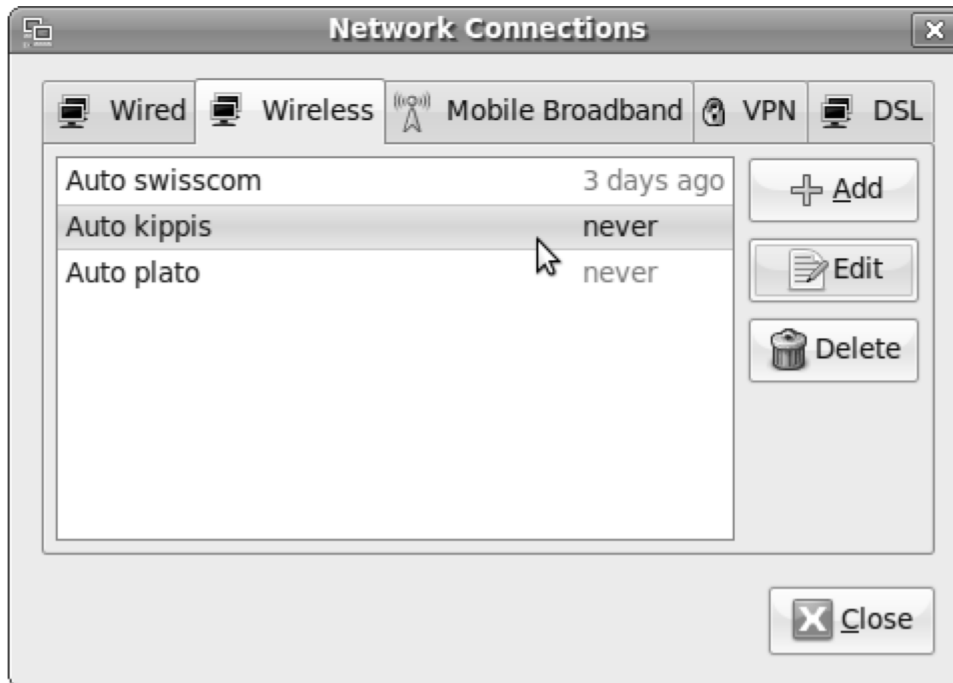 Network Connections
Wired Wireless Mobile Broadband VPN DSL
Auto swisscom 3 days ago
Auto kippis never
Auto plato never
Add
Edit
Delete
Close